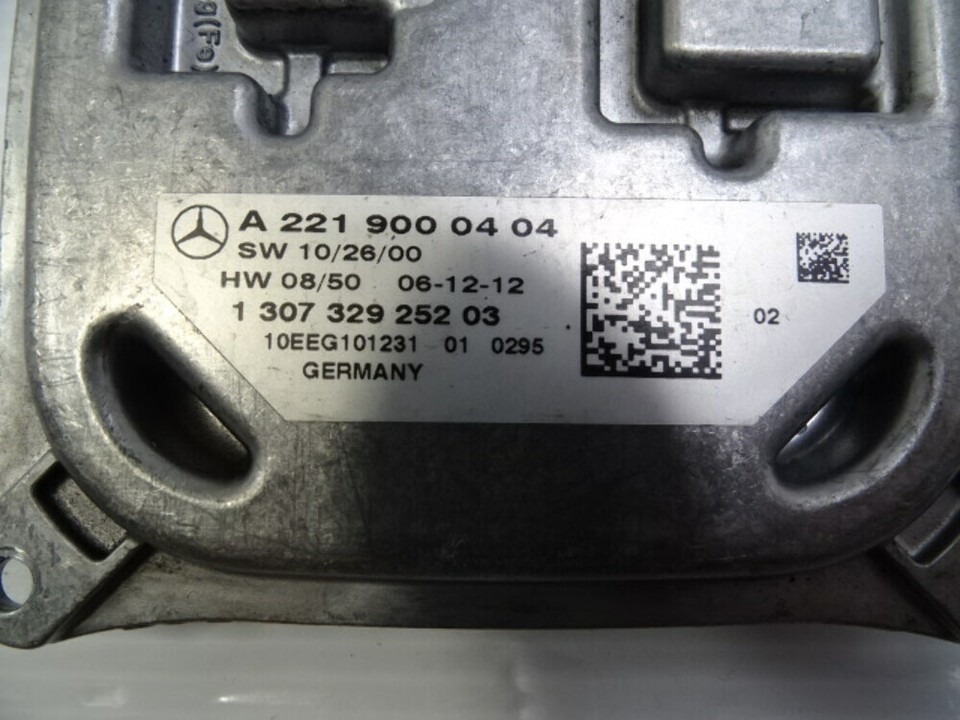 g(Fe)
A 221 900 04 04
SW 10/26/00
HW 08/50 06-12-12
1 307 329 252 03
10EEG101231 01 0295
GERMANY
02